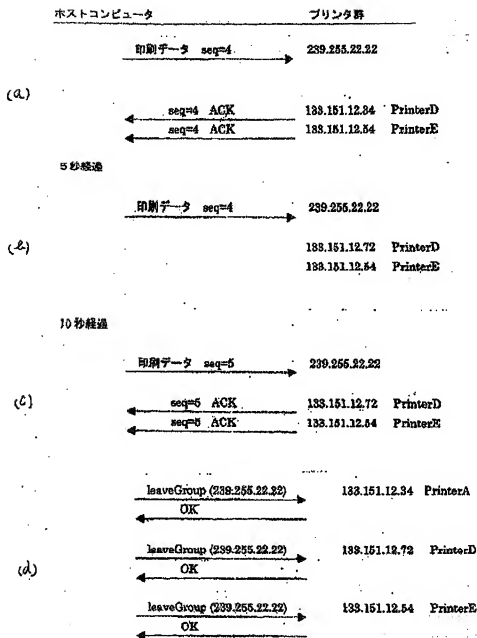 ホストコンピュータ プリンタ群
印刷データ seq=4 239.255.22.22
(a)
seq=4 ACK 133.151.12.34 PrinterD
seq=4 ACK 133.151.12.54 PrinterE
5秒経過
印刷データ seq=4 239.255.22.22
(b)
133.151.12.72 PrinterD
133.151.12.54 PrinterE
10秒経過
印刷データ seq=5 239.255.22.22
(c)
seq=5 ACK 133.151.12.72 PrinterD
seq=5 ACK 133.151.12.54 PrinterE
leaveGroup (239.255.22.22) 133.151.12.34 PrinterA
OK
leaveGroup (239.255.22.22) 133.151.12.72 PrinterD
(d)
OK
leaveGroup (239.255.22.22) 133.151.12.54 PrinterE
OK